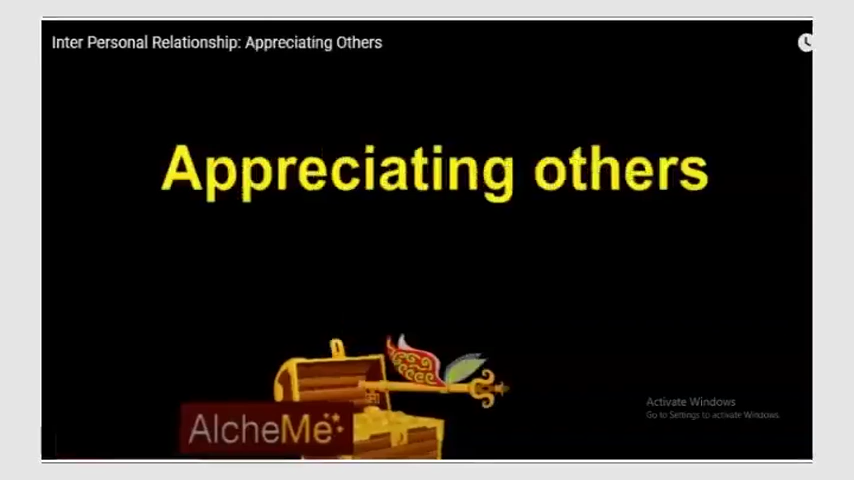 Inter Personal Relationship: Appreciating Others
Appreciating others
AlcheMe
Activate Windows
Go to Settings to activate Windows.